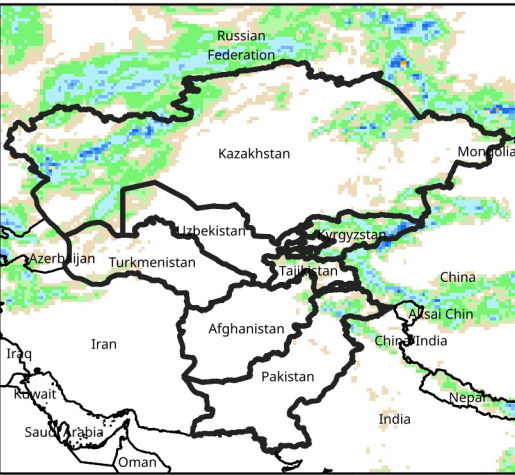 Russian
Federation
Kazakhstan
Mongolia
Uzbekistan
Kyrgyzstan
Azerbaijan
Turkmenistan
Tajikistan
China
Aksai Chin
Afghanistan
China/India
Iran
Iraq
Pakistan
Kuwait
Nepal
India
Saudi Arabia
Oman